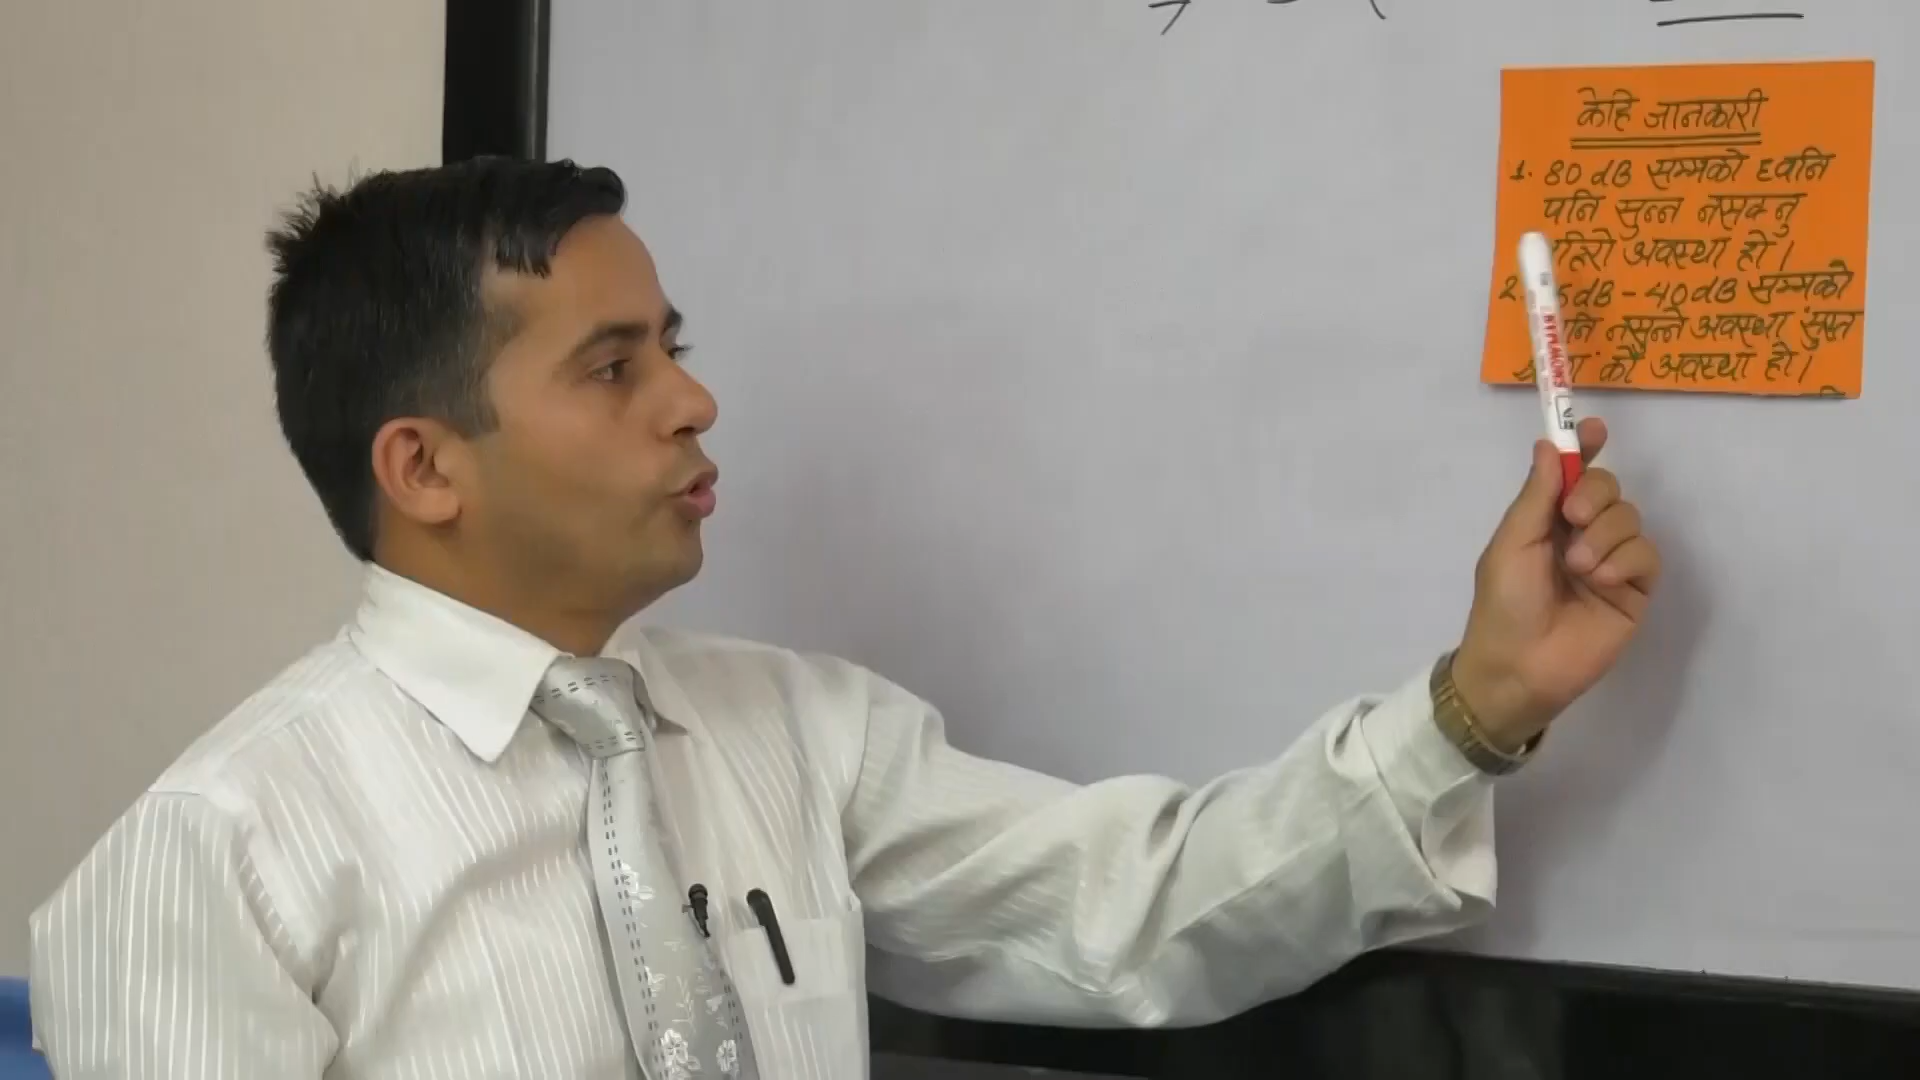 केहि जानकारी
1. 80 dB सम्मको ध्वनि
पनि सुन्न नसक्नु
अवस्था हो।
2. dB - 40 dB सम्मको
नसुन्ने अवस्था सुस्त
को अवस्था हो।